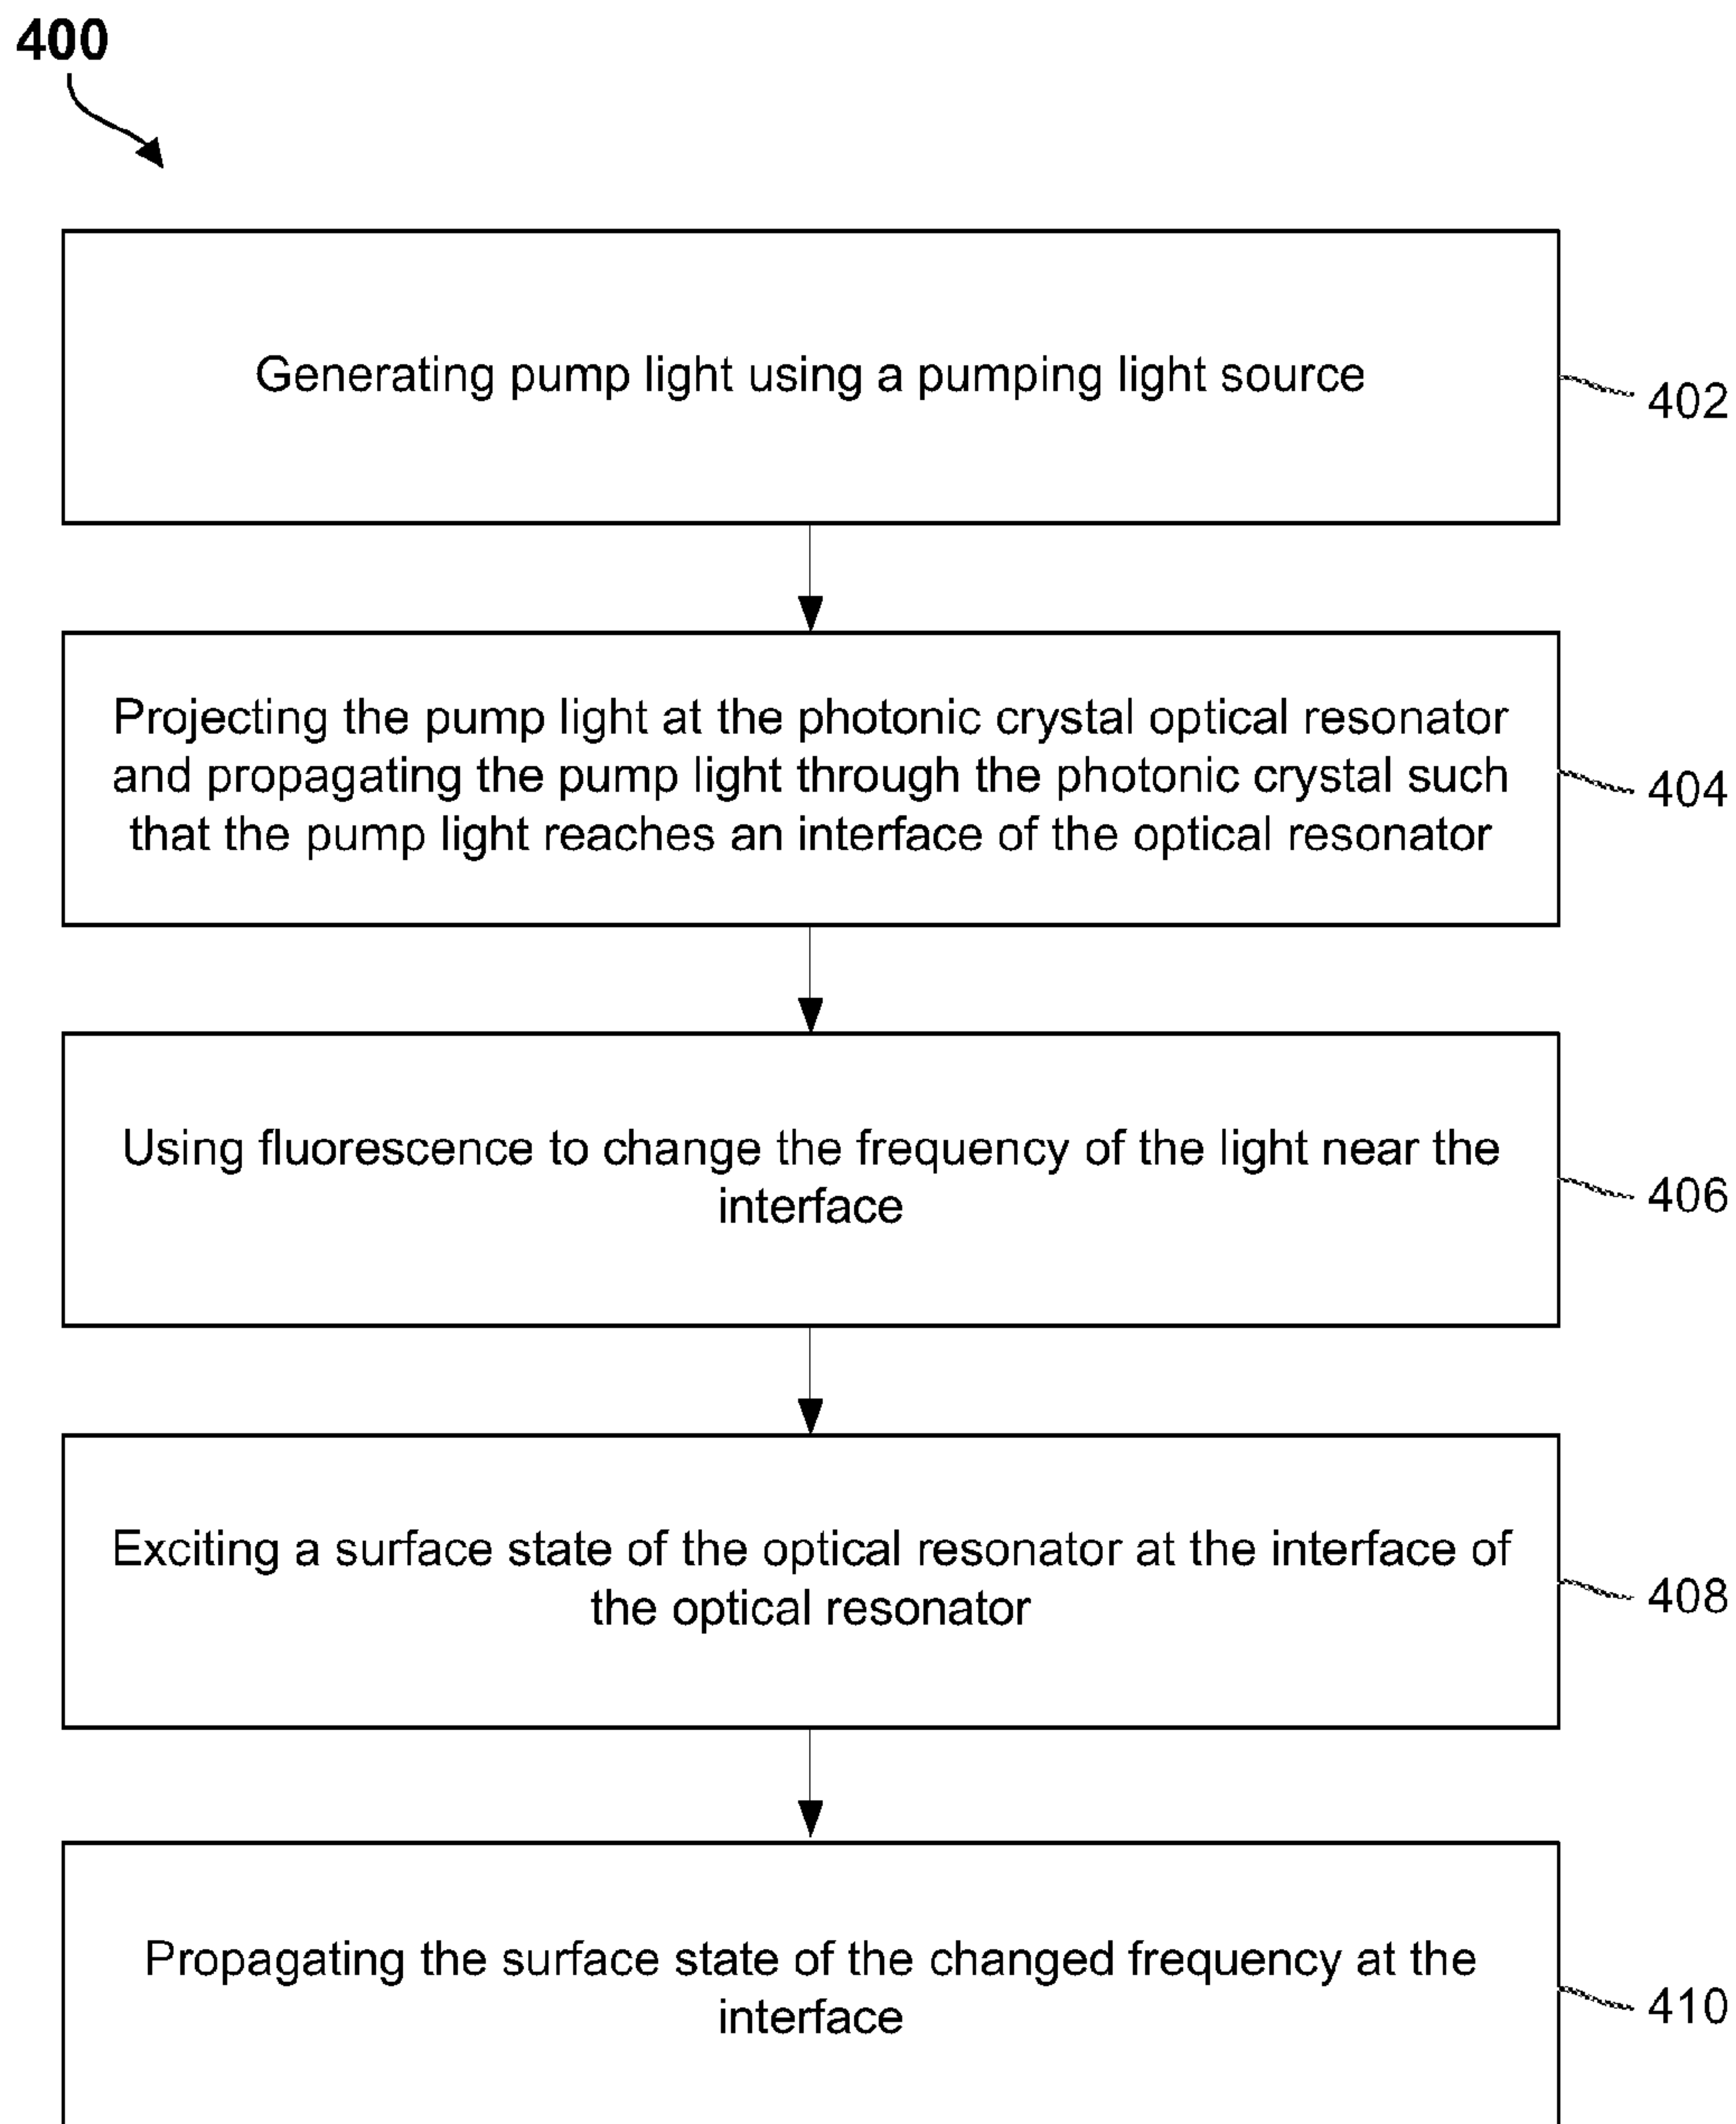 400
Generating pump light using a pumping light source
402
Projecting the pump light at the photonic crystal optical resonator
and propagating the pump light through the photonic crystal such
that the pump light reaches an interface of the optical resonator
404
Using fluorescence to change the frequency of the light near the
interface
406
Exciting a surface state of the optical resonator at the interface of
the optical resonator
408
Propagating the surface state of the changed frequency at the
interface
410